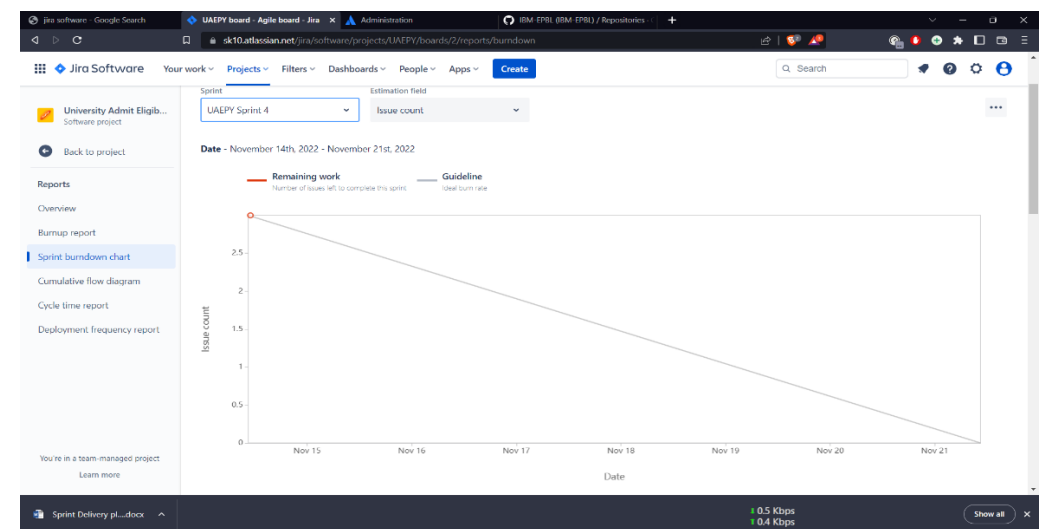 jira software - Google Search
UAEPY board - Agile board - Jira
Administration
IBM-EPBL (IBM-EPBL) / Repositories
sk10.atlassian.net/jira/software/projects/UAEPY/boards/2/reports/burndown
Jira Software
Your work
Projects
Filters
Dashboards
People
Apps
Create
Search
University Admit Eligib...
Software project
Back to project
Reports
Overview
Burnup report
Sprint burndown chart
Cumulative flow diagram
Cycle time report
Deployment frequency report
You're in a team-managed project
Learn more
Sprint
Estimation field
UAEPY Sprint 4
Issue count
Date - November 14th, 2022 - November 21st, 2022
Remaining work
Number of issues left to complete this sprint
Guideline
Ideal burn rate
Issue count
2.5
2
1.5
1
0.5
0
Nov 15
Nov 16
Nov 17
Nov 18
Nov 19
Nov 20
Nov 21
Date
Sprint Delivery pl....docx
0.5 Kbps
0.4 Kbps
Show all